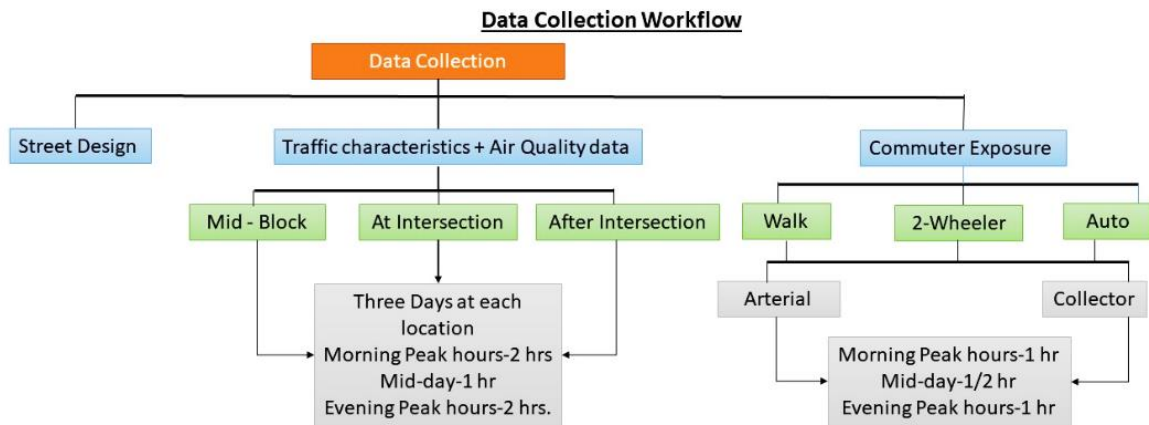 Data Collection Workflow
Data Collection
Street Design
Traffic characteristics + Air Quality data
Commuter Exposure
Mid - Block
At Intersection
After Intersection
Walk
2-Wheeler
Auto
Three Days at each
location
Morning Peak hours-2 hrs
Mid-day-1 hr
Evening Peak hours-2 hrs.
Arterial
Collector
Morning Peak hours-1 hr
Mid-day-1/2 hr
Evening Peak hours-1 hr